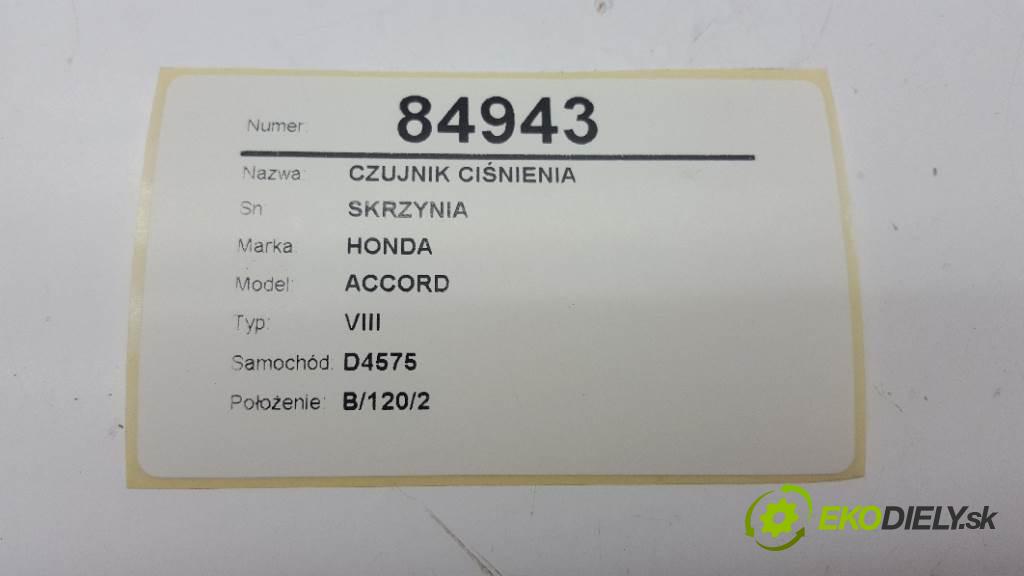 Numer: 84943
Nazwa: CZUJNIK CIŚNIENIA
Sn: SKRZYNIA
Marka: HONDA
Model: ACCORD
Typ: VIII
Samochód: D4575
Położenie: B/120/2
EKODIELY.sk